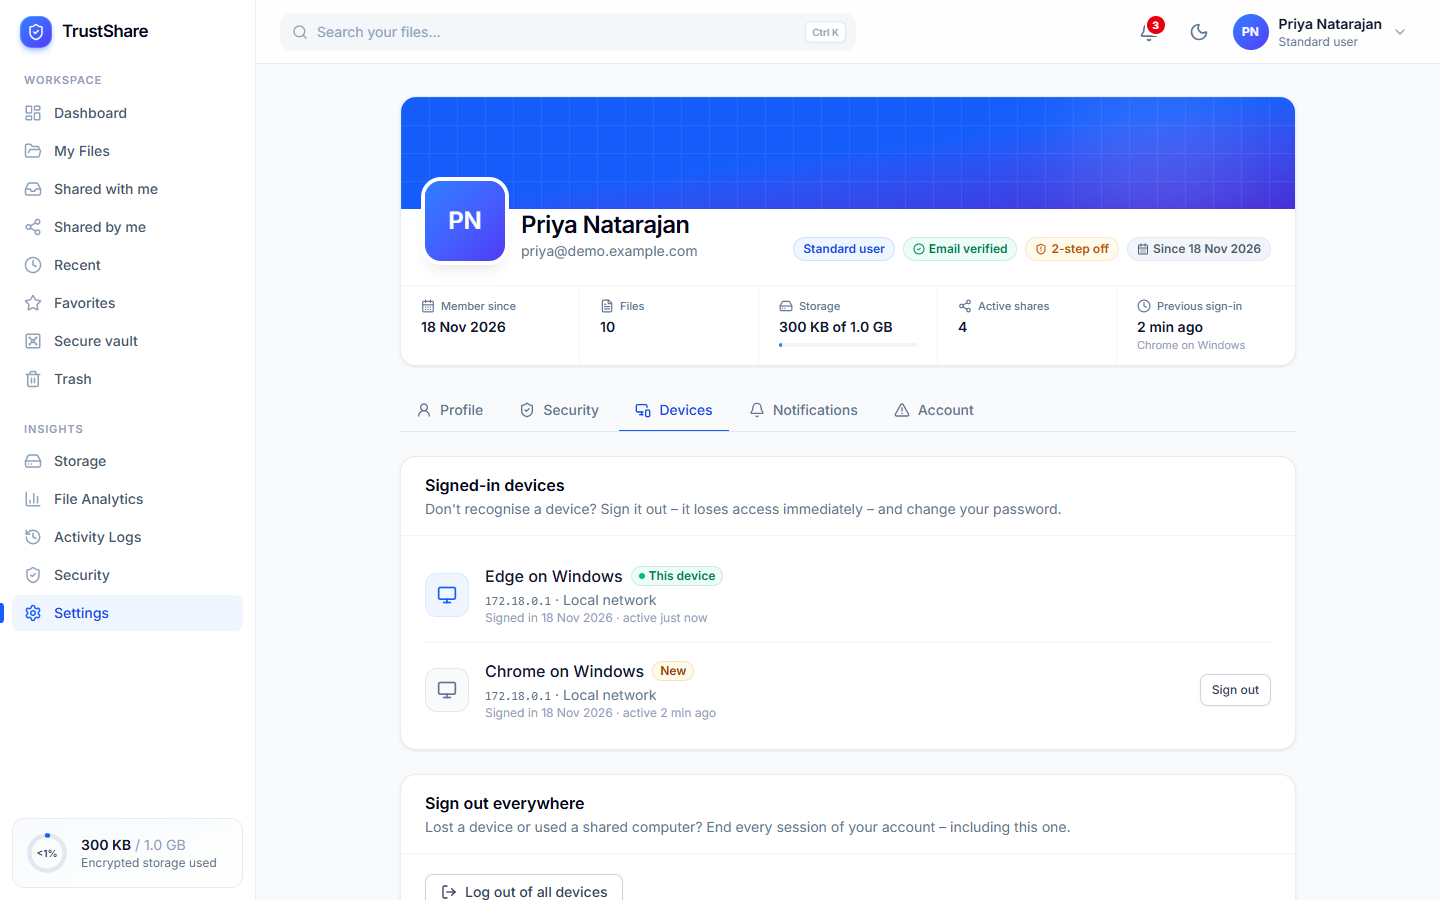 TrustShare
Search your files...
Ctrl K
3
PN
Priya Natarajan
Standard user
WORKSPACE
Dashboard
My Files
Shared with me
Shared by me
Recent
Favorites
Secure vault
Trash
INSIGHTS
Storage
File Analytics
Activity Logs
Security
Settings
<1%
300 KB / 1.0 GB
Encrypted storage used
PN
Priya Natarajan
priya@demo.example.com
Standard user
Email verified
2-step off
Since 18 Nov 2026
Member since
18 Nov 2026
Files
10
Storage
300 KB of 1.0 GB
Active shares
4
Previous sign-in
2 min ago
Chrome on Windows
Profile
Security
Devices
Notifications
Account
Signed-in devices
Don't recognise a device? Sign it out – it loses access immediately – and change your password.
Edge on Windows
This device
172.18.0.1 · Local network
Signed in 18 Nov 2026 · active just now
Chrome on Windows
New
172.18.0.1 · Local network
Signed in 18 Nov 2026 · active 2 min ago
Sign out
Sign out everywhere
Lost a device or used a shared computer? End every session of your account – including this one.
Log out of all devices